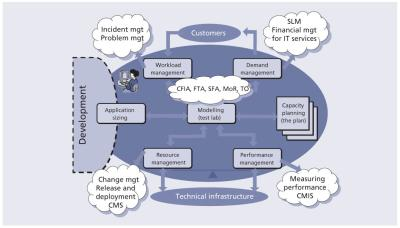 Incident mgt
Problem mgt
Customers
SLM
Financial mgt
for IT services
Workload
management
Demand
management
CFIA, FTA, SFA, MoR, TO
Development
Application
sizing
Modelling
(test lab)
Capacity
planning
(the plan)
Resource
management
Performance
management
Change mgt
Release and
deployment
CMS
Technical infrastructure
Measuring
performance
CMIS